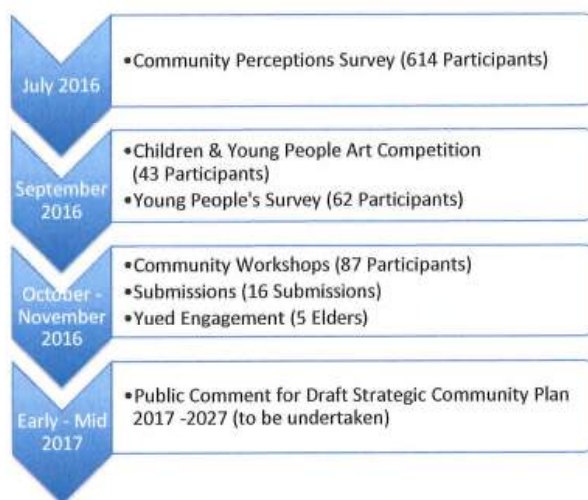 July 2016
•Community Perceptions Survey (614 Participants)
September
2016
•Children & Young People Art Competition
(43 Participants)
•Young People's Survey (62 Participants)
October -
November
2016
•Community Workshops (87 Participants)
•Submissions (16 Submissions)
•Yued Engagement (5 Elders)
Early - Mid
2017
•Public Comment for Draft Strategic Community Plan
2017 -2027 (to be undertaken)